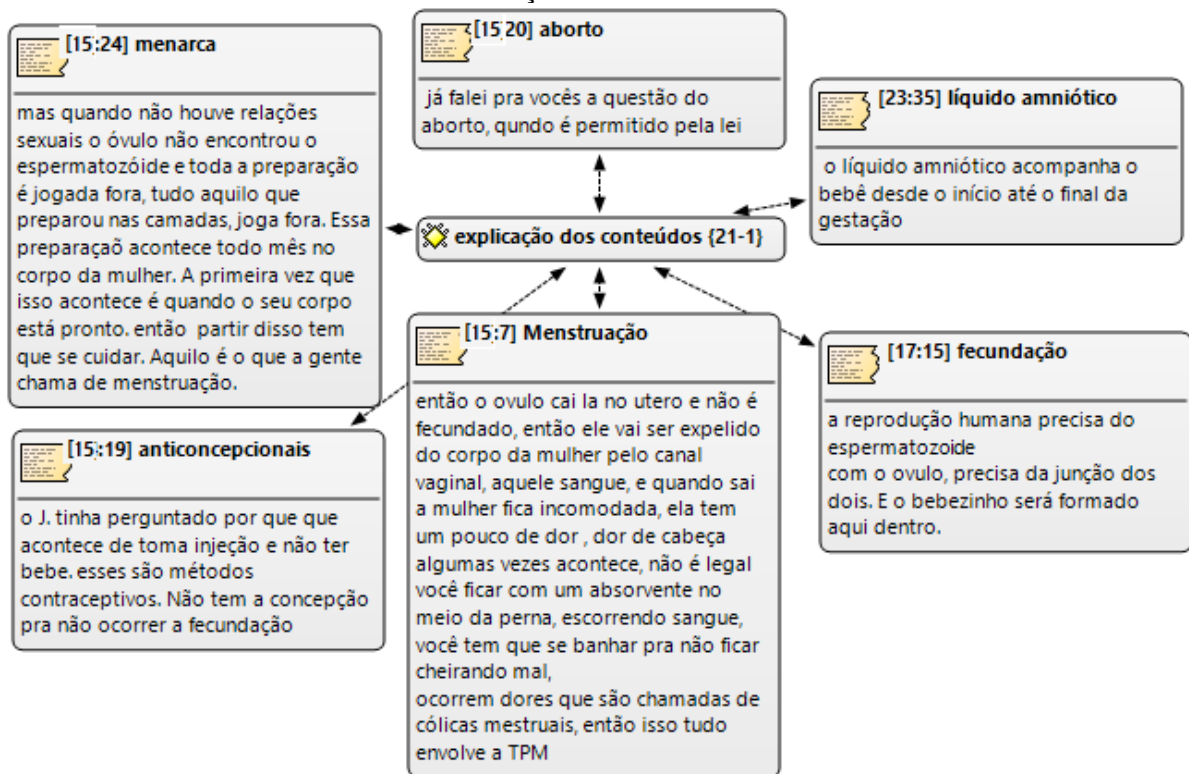 [15:24] menarca
mas quando não houve relações
sexuais o óvulo não encontrou o
espermatozóide e toda a preparação
é jogada fora, tudo aquilo que
preparou nas camadas, joga fora. Essa
preparaçaõ acontece todo mês no
corpo da mulher. A primeira vez que
isso acontece é quando o seu corpo
está pronto. então  partir disso tem
que se cuidar. Aquilo é o que a gente
chama de menstruação.
[15:20] aborto
já falei pra vocês a questão do
aborto, qundo é permitido pela lei
[23:35] líquido amniótico
o líquido amniótico acompanha o
bebê desde o início até o final da
gestação
explicação dos conteúdos {21-1}
[15:19] anticoncepcionais
o J. tinha perguntado por que que
acontece de toma injeção e não ter
bebe. esses são métodos
contraceptivos. Não tem a concepção
pra não ocorrer a fecundação
[15:7] Menstruação
então o ovulo cai la no utero e não é
fecundado, então ele vai ser expelido
do corpo da mulher pelo canal
vaginal, aquele sangue, e quando sai
a mulher fica incomodada, ela tem
um pouco de dor , dor de cabeça
algumas vezes acontece, não é legal
você ficar com um absorvente no
meio da perna, escorrendo sangue,
você tem que se banhar pra não ficar
cheirando mal,
ocorrem dores que são chamadas de
cólicas mestruais, então isso tudo
envolve a TPM
[17:15] fecundação
a reprodução humana precisa do
espermatozoide
com o ovulo, precisa da junção dos
dois. E o bebezinho será formado
aqui dentro.